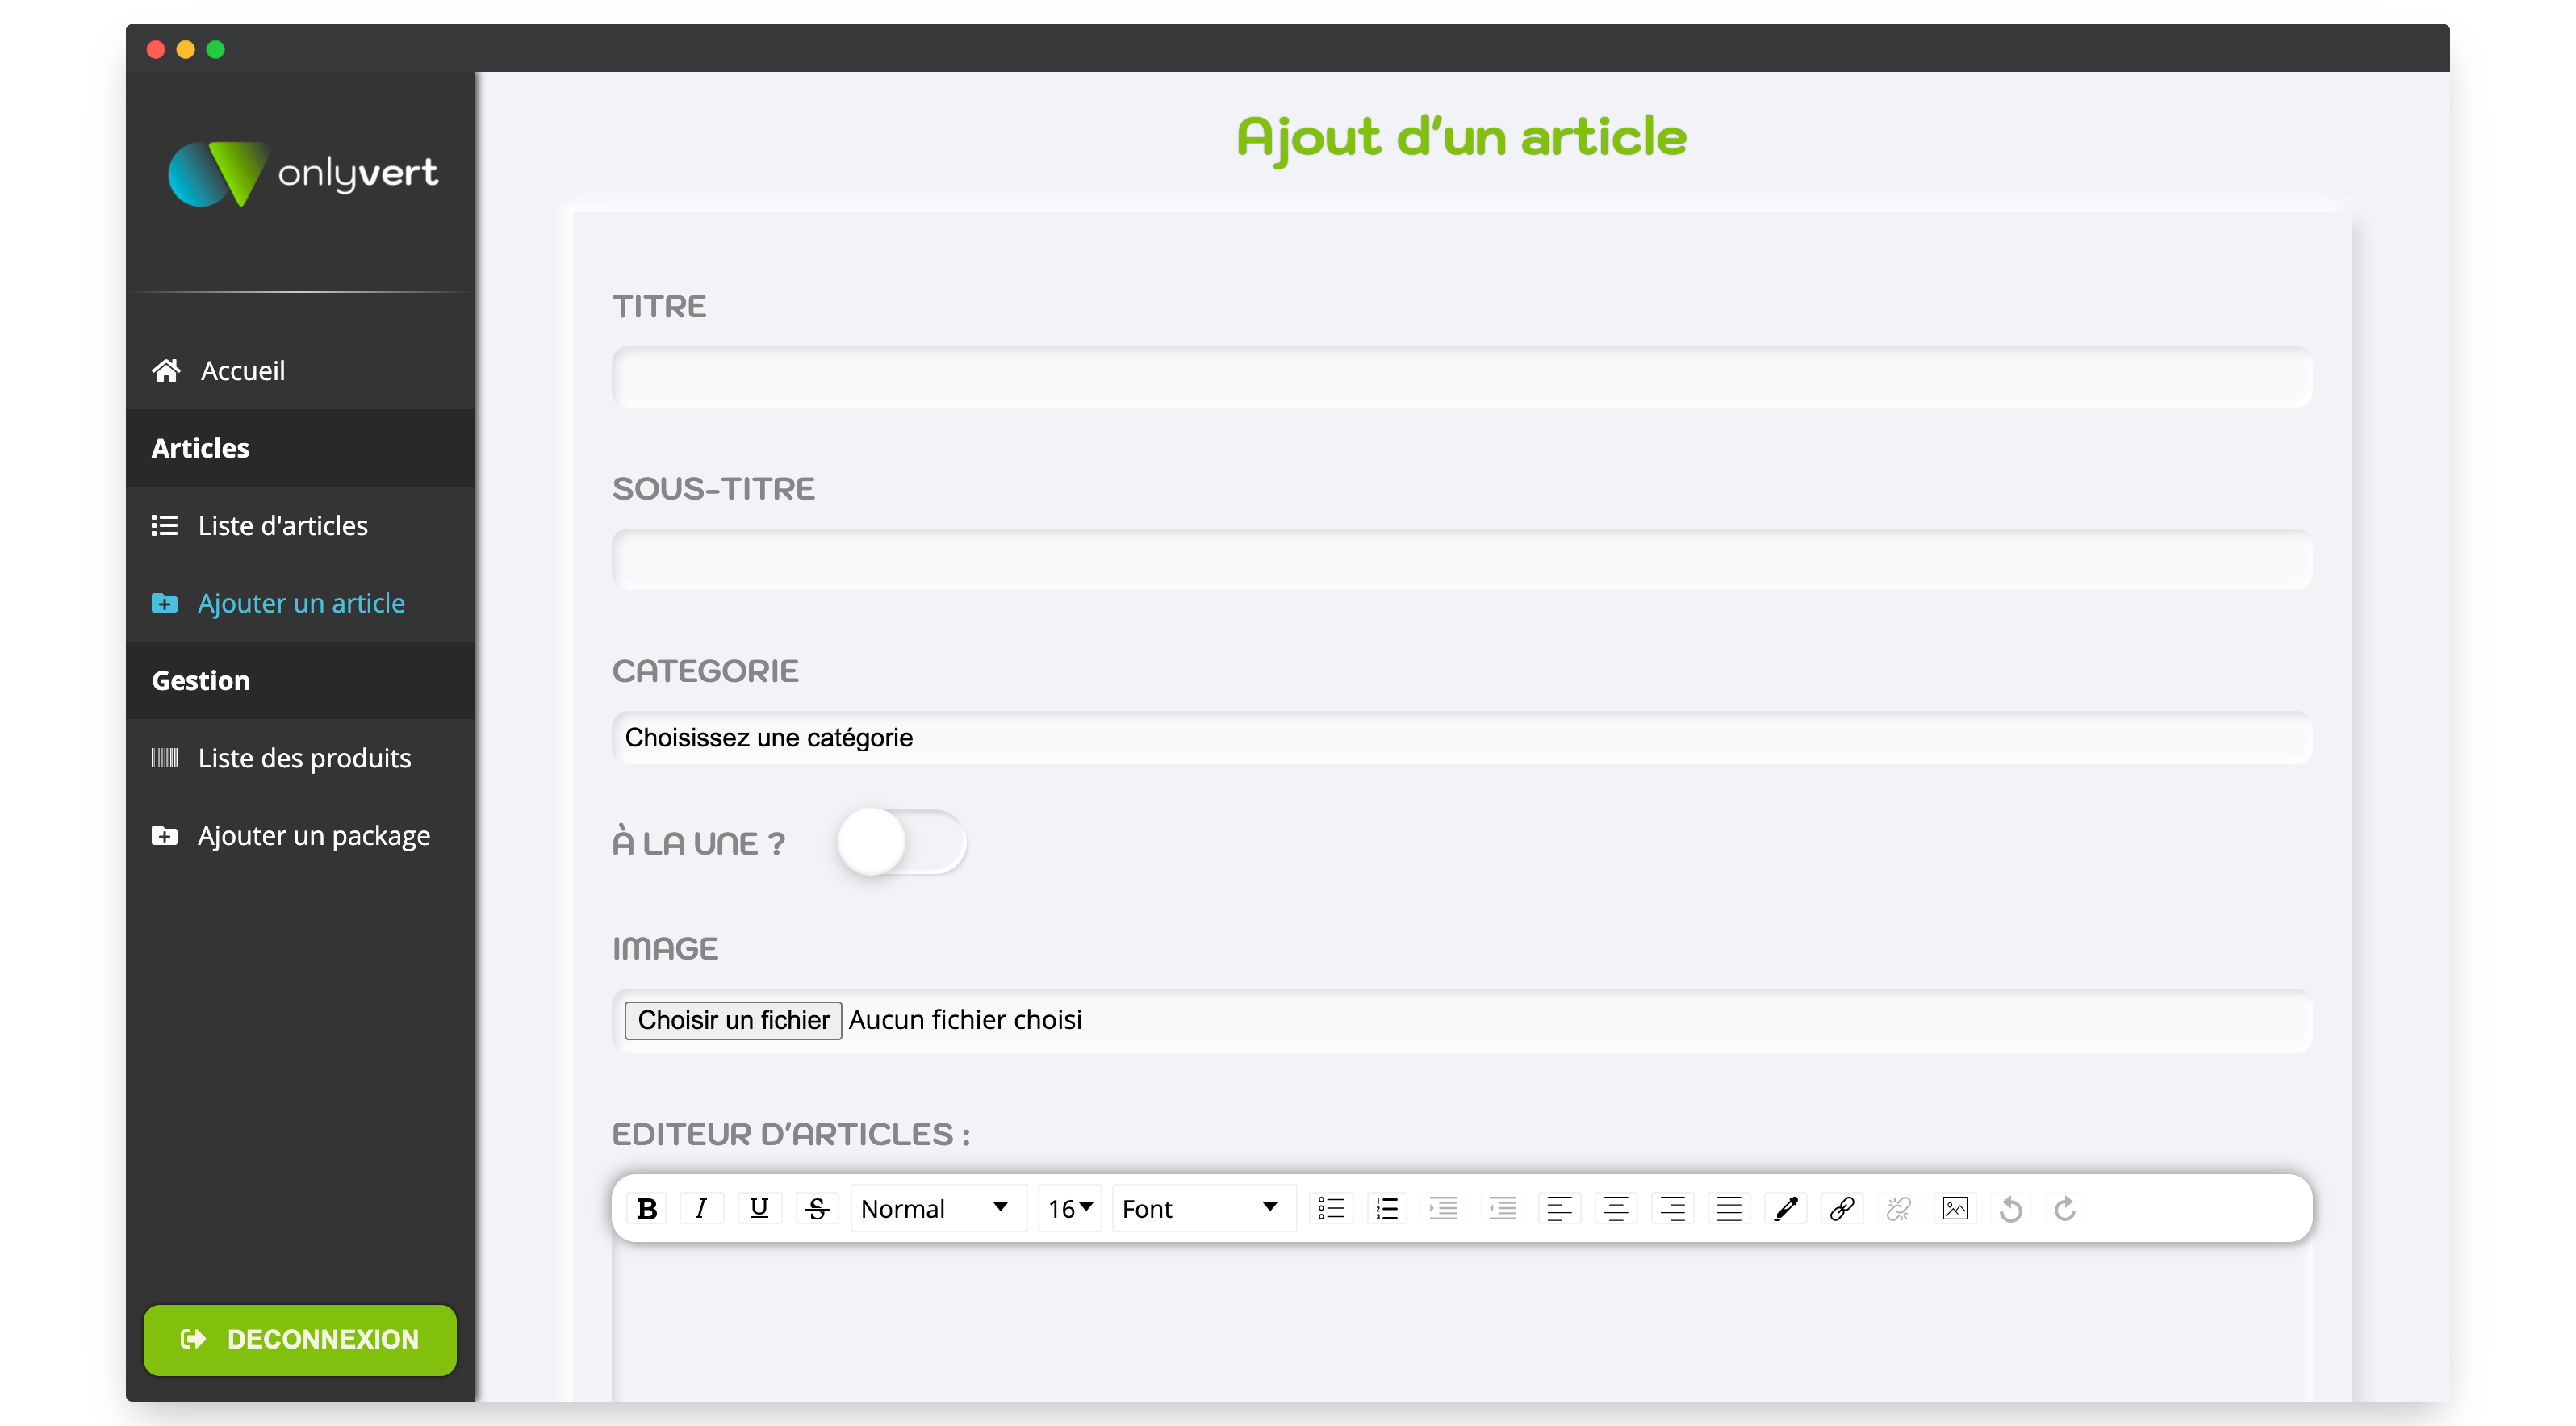 onlyvert
Accueil
Articles
Liste d'articles
Ajouter un article
Gestion
Liste des produits
Ajouter un package
DECONNEXION
Ajout d'un article
TITRE
SOUS-TITRE
CATEGORIE
Choisissez une catégorie
À LA UNE ?
IMAGE
Choisir un fichier Aucun fichier choisi
EDITEUR D'ARTICLES :
B I U S Normal 16 Font